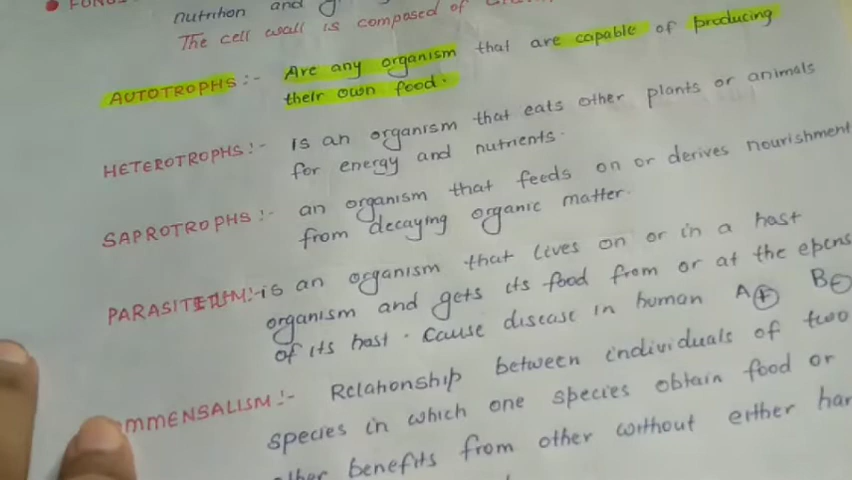 nutrition and
The cell wall is composed of
AUTOTROPHS :- Are any organism that are capable of producing
their own food.
HETEROTROPHS :- is an organism that eats other plants or animals
for energy and nutrients.
SAPROTROPHS :- an organism that feeds on or derives nourishment
from decaying organic matter.
is an organism that lives on or in a host
organism and gets its food from or at the epens
of its host. cause disease in human A⊕ B⊖
MMENSALISM :- Relationship between individuals of two
species in which one species obtain food or
benefits from other without either har